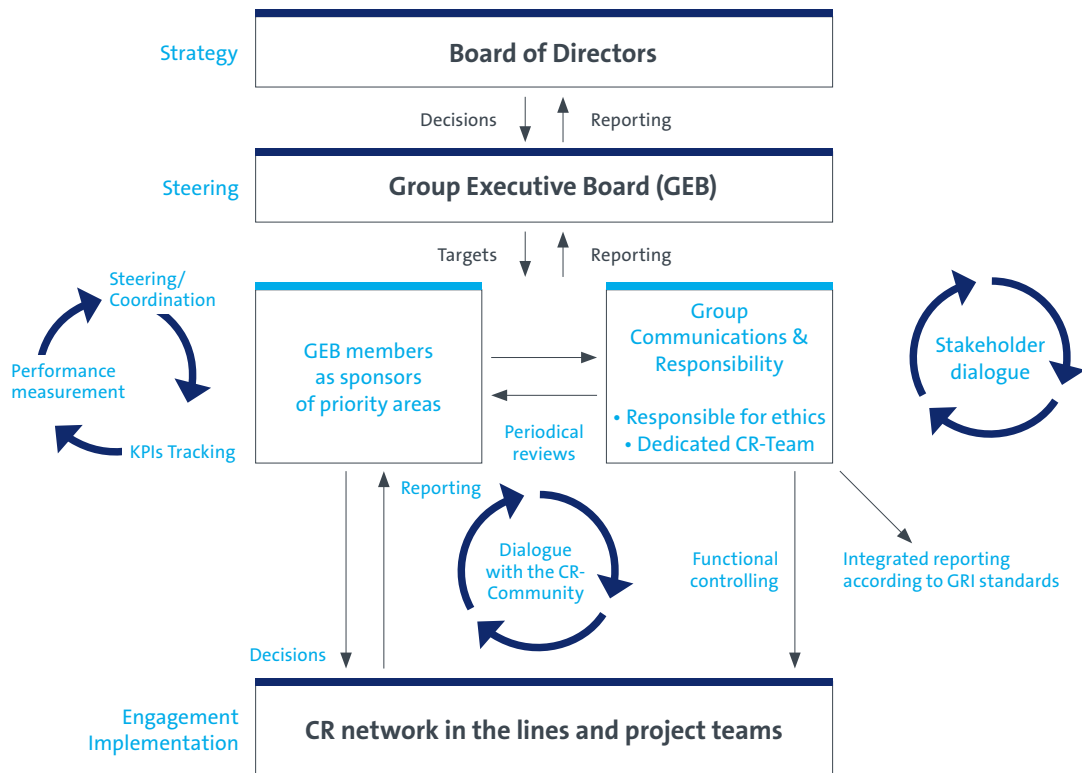 Strategy
Board of Directors
Decisions
Reporting
Steering
Group Executive Board (GEB)
Targets
Reporting
Steering/
Coordination
Performance
measurement
KPIs Tracking
GEB members
as sponsors
of priority areas
Group
Communications &
Responsibility
• Responsible for ethics
• Dedicated CR-Team
Stakeholder
dialogue
Periodical
reviews
Reporting
Dialogue
with the CR-
Community
Functional
controlling
Integrated reporting
according to GRI standards
Decisions
Engagement
Implementation
CR network in the lines and project teams